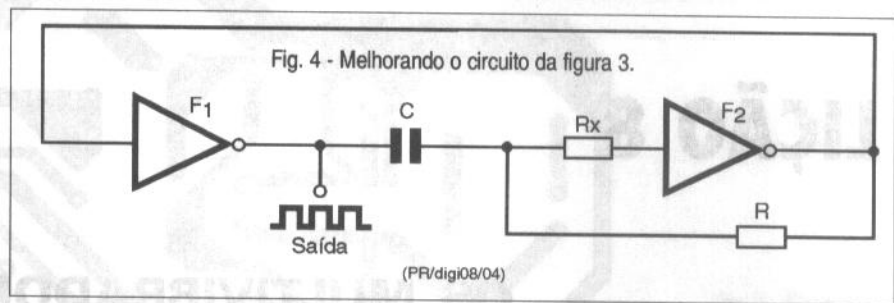 Fig. 4 - Melhorando o circuito da figura 3.
F1
C
Rx
F2
R
Saída
(PR/digi08/04)